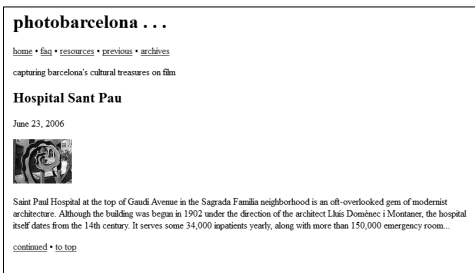 photobarcelona . . .
home • faq • resources • previous • archives
capturing barcelona's cultural treasures on film
Hospital Sant Pau
June 23, 2006
Saint Paul Hospital at the top of Gaudi Avenue in the Sagrada Familia neighborhood is an oft-overlooked gem of modernist
architecture. Although the building was begun in 1902 under the direction of the architect Lluis Domènec i Montaner, the hospital
itself dates from the 14th century. It serves some 34,000 inpatients yearly, along with more than 150,000 emergency room...
continued • to top